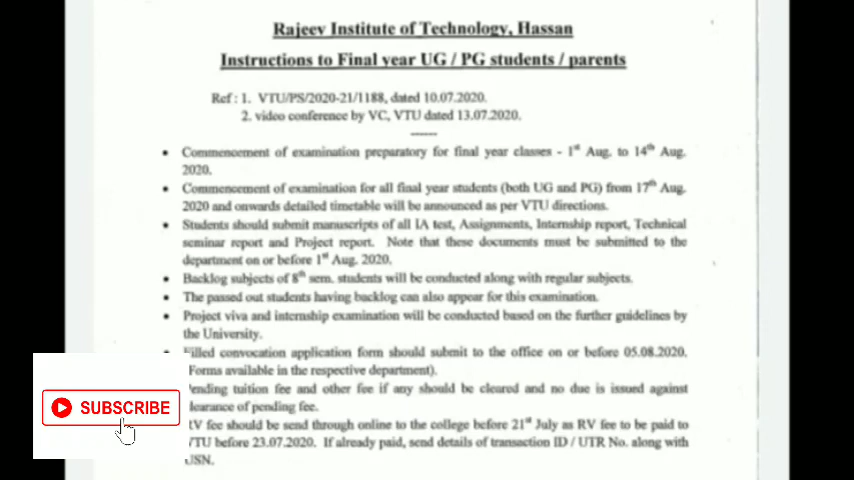 Rajeev Institute of Technology, Hassan
Instructions to Final year UG / PG students / parents
Ref : 1. VTU/PS/2020-21/1188, dated 10.07.2020.
2. video conference by VC, VTU dated 13.07.2020.
------
• Commencement of examination preparatory for final year classes - 1st Aug. to 14th Aug.
2020.
• Commencement of examination for all final year students (both UG and PG) from 17th Aug.
2020 and onwards detailed timetable will be announced as per VTU directions.
• Students should submit manuscripts of all IA test, Assignments, Internship report, Technical
seminar report and Project report. Note that these documents must be submitted to the
department on or before 1st Aug. 2020.
• Backlog subjects of 8th sem. students will be conducted along with regular subjects.
• The passed out students having backlog can also appear for this examination.
• Project viva and internship examination will be conducted based on the further guidelines by
the University.
• Filled convocation application form should submit to the office on or before 05.08.2020.
Forms available in the respective department).
Pending tuition fee and other fee if any should be cleared and no due is issued against
clearance of pending fee.
RV fee should be send through online to the college before 21st July as RV fee to be paid to
VTU before 23.07.2020. If already paid, send details of transaction ID / UTR No. along with
USN.
SUBSCRIBE